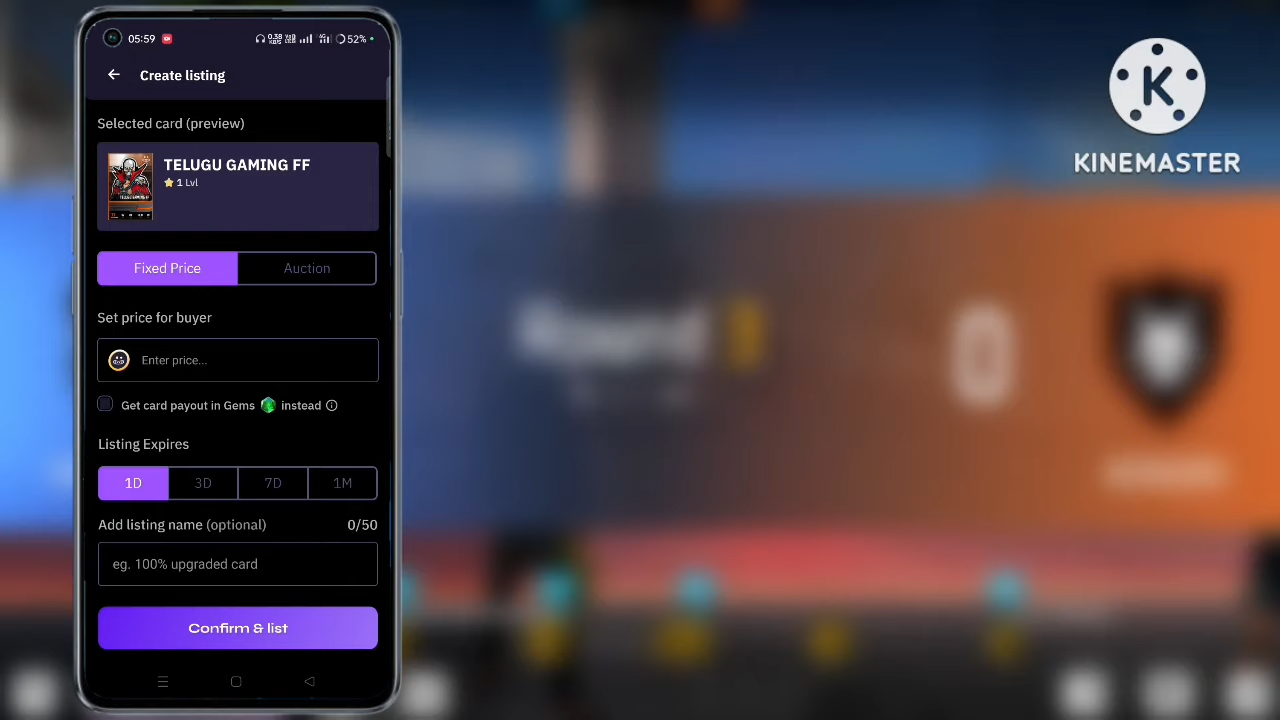 05:59
52%
Create listing
Selected card (preview)
TELUGU GAMING FF
1 Lvl
Fixed Price
Auction
Set price for buyer
Enter price...
Get card payout in Gems instead
Listing Expires
1D
3D
7D
1M
Add listing name (optional)
0/50
eg. 100% upgraded card
Confirm & list
K
KINEMASTER
Round
0